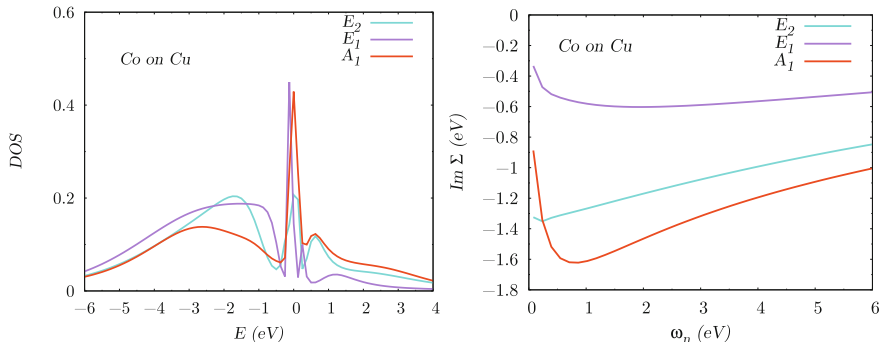 0.6
0.4
0.2
0
DOS
Co on Cu
E₂
E₁
A₁
−6 −5 −4 −3 −2 −1 0 1 2 3 4
E (eV)
0
−0.2
−0.4
−0.6
−0.8
−1
−1.2
−1.4
−1.6
−1.8
Im Σ (eV)
Co on Cu
E₂
E₁
A₁
0 1 2 3 4 5 6
ωₙ (eV)